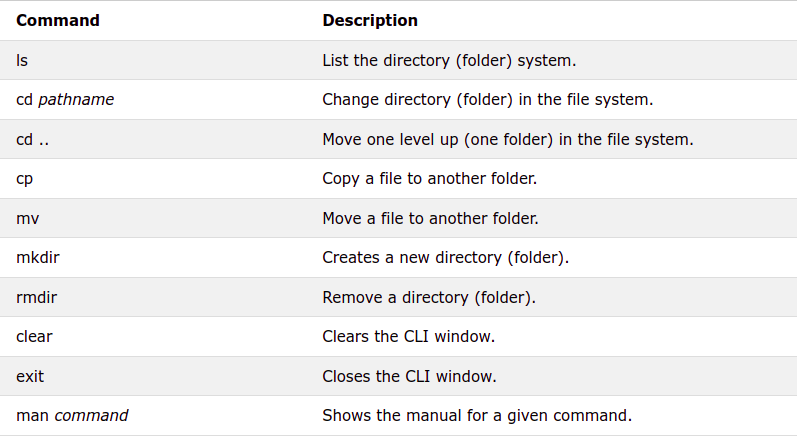 Command Description
ls List the directory (folder) system.
cd pathname Change directory (folder) in the file system.
cd .. Move one level up (one folder) in the file system.
cp Copy a file to another folder.
mv Move a file to another folder.
mkdir Creates a new directory (folder).
rmdir Remove a directory (folder).
clear Clears the CLI window.
exit Closes the CLI window.
man command Shows the manual for a given command.